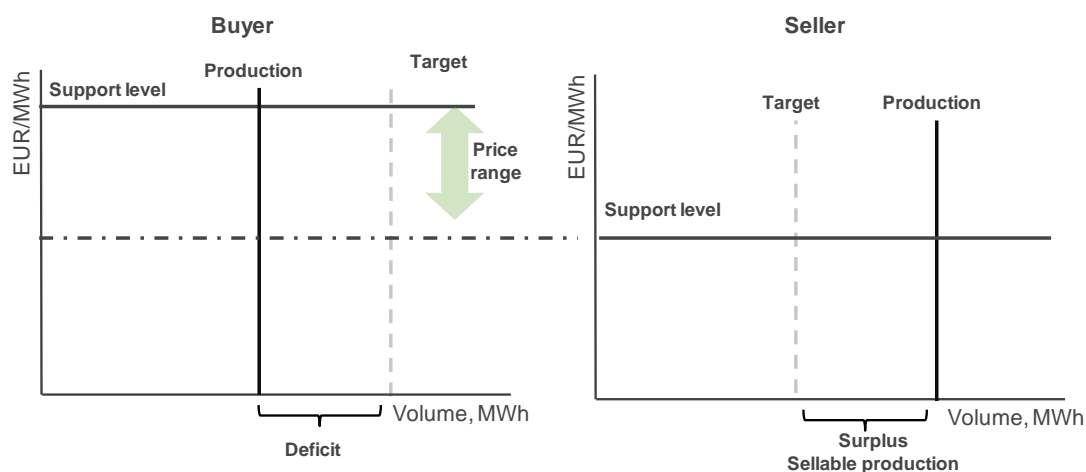 Buyer
Production
Target
Support level
EUR/MWh
Price
range
Volume, MWh
Deficit
Seller
Target
Production
EUR/MWh
Support level
Volume, MWh
Surplus
Sellable production